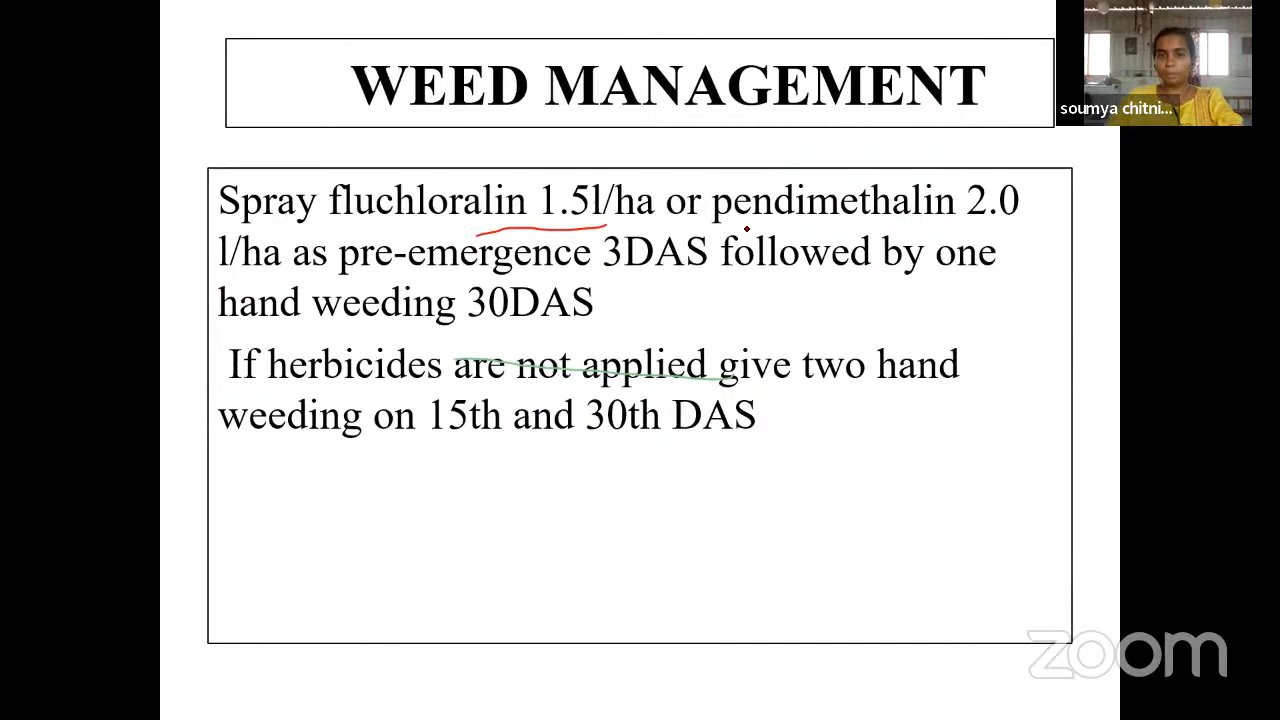 WEED MANAGEMENT
soumya chitni...
Spray fluchloralin 1.5l/ha or pendimethalin 2.0
l/ha as pre-emergence 3DAS followed by one
hand weeding 30DAS
If herbicides are not applied give two hand
weeding on 15th and 30th DAS
zoom